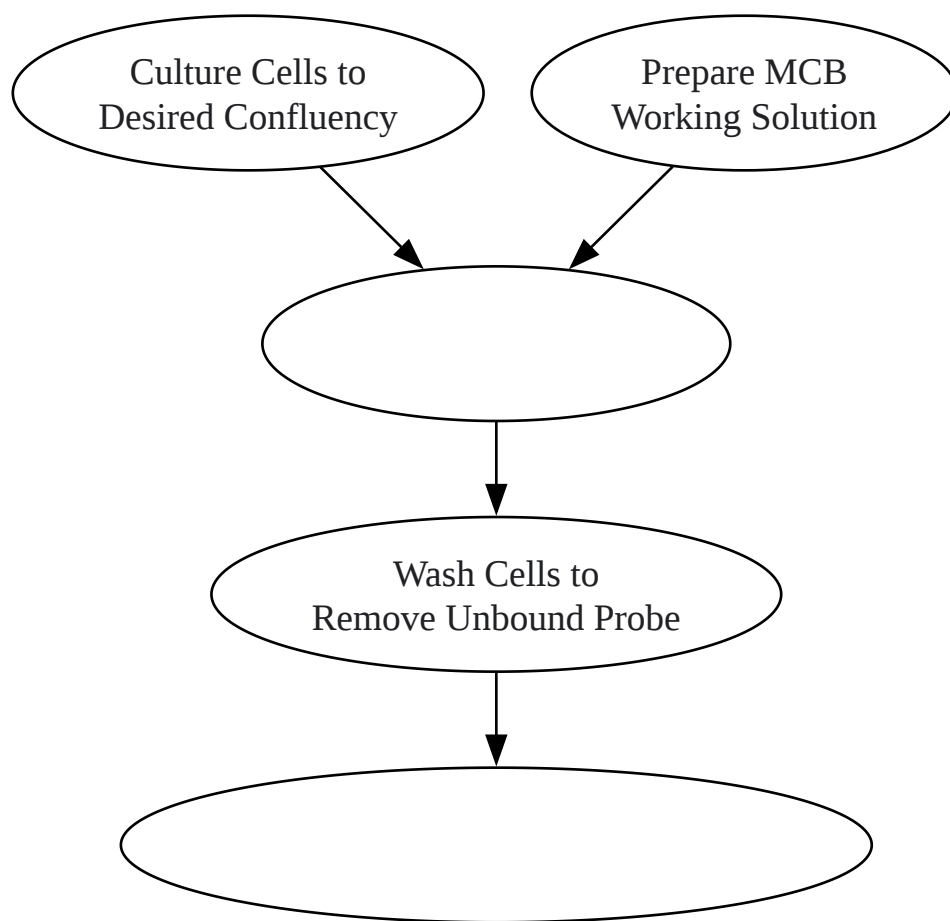 Culture Cells to
Desired Confluency
Prepare MCB
Working Solution
Wash Cells to
Remove Unbound Probe